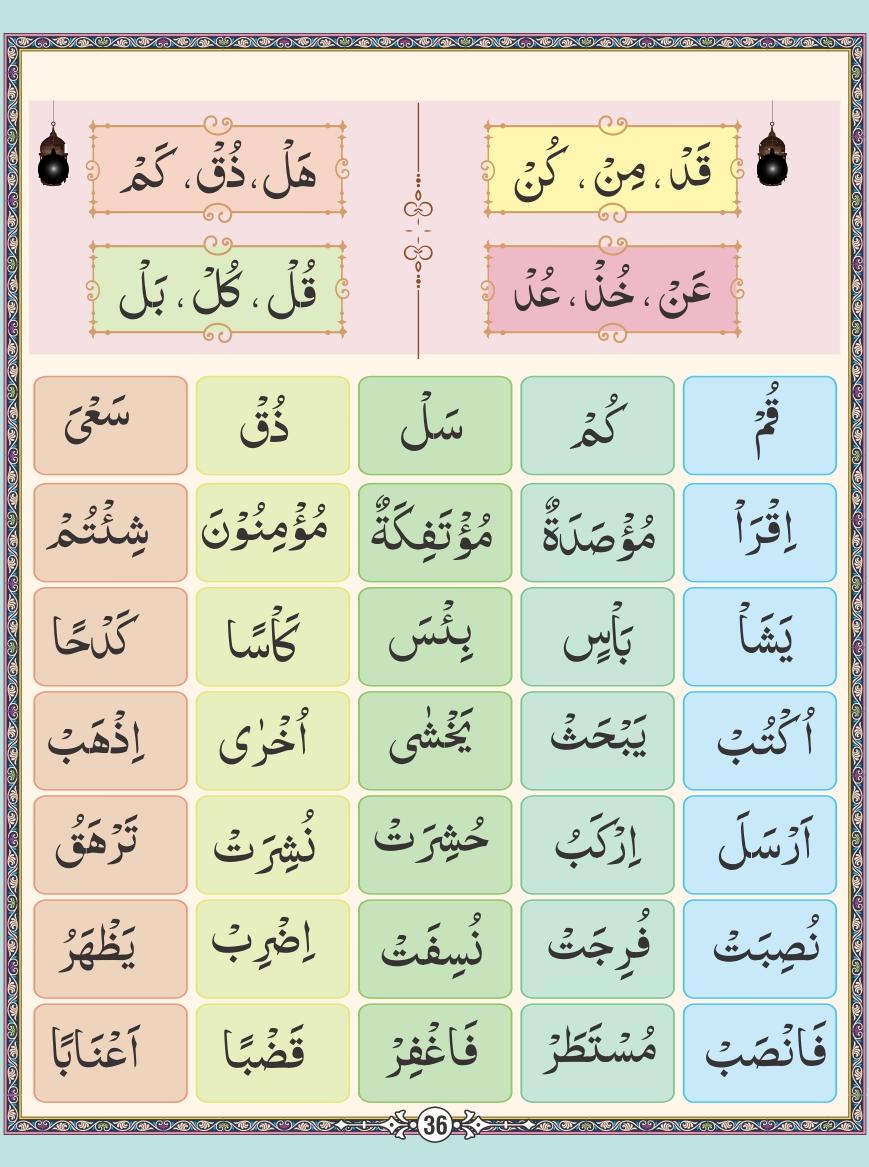 قَدْ ، مِنْ ، كُنْ
هَلْ ، ذُقْ ، كَمْ
عَنْ ، خُذْ ، عُدْ
قُلْ ، كُلْ ، بَلْ
قُمْ كُمْ سَلْ ذُقْ سَعْیَ
اِقْرَاْ مُؤْصَدَةٌ مُؤْتَفِكَةٌ مُؤْمِنُوْنَ شِئْتُمْ
يَشَاْ بَاْسٍ بِئْسَ كَاْسًا كَدْحًا
اُكْتُبْ يَبْحَثْ يَخْشٰى اُخْرٰى اِذْهَبْ
اَرْسَلَ اِرْكَبُ حُشِرَتْ نُشِرَتْ تَرْهَقُ
نُصِبَتْ فُرِجَتْ نُسِفَتْ اِضْرِبْ يَظْهَرُ
فَانْصَبْ مُسْتَطَرْ فَاغْفِرْ قَضْبًا اَعْنَابًا
36